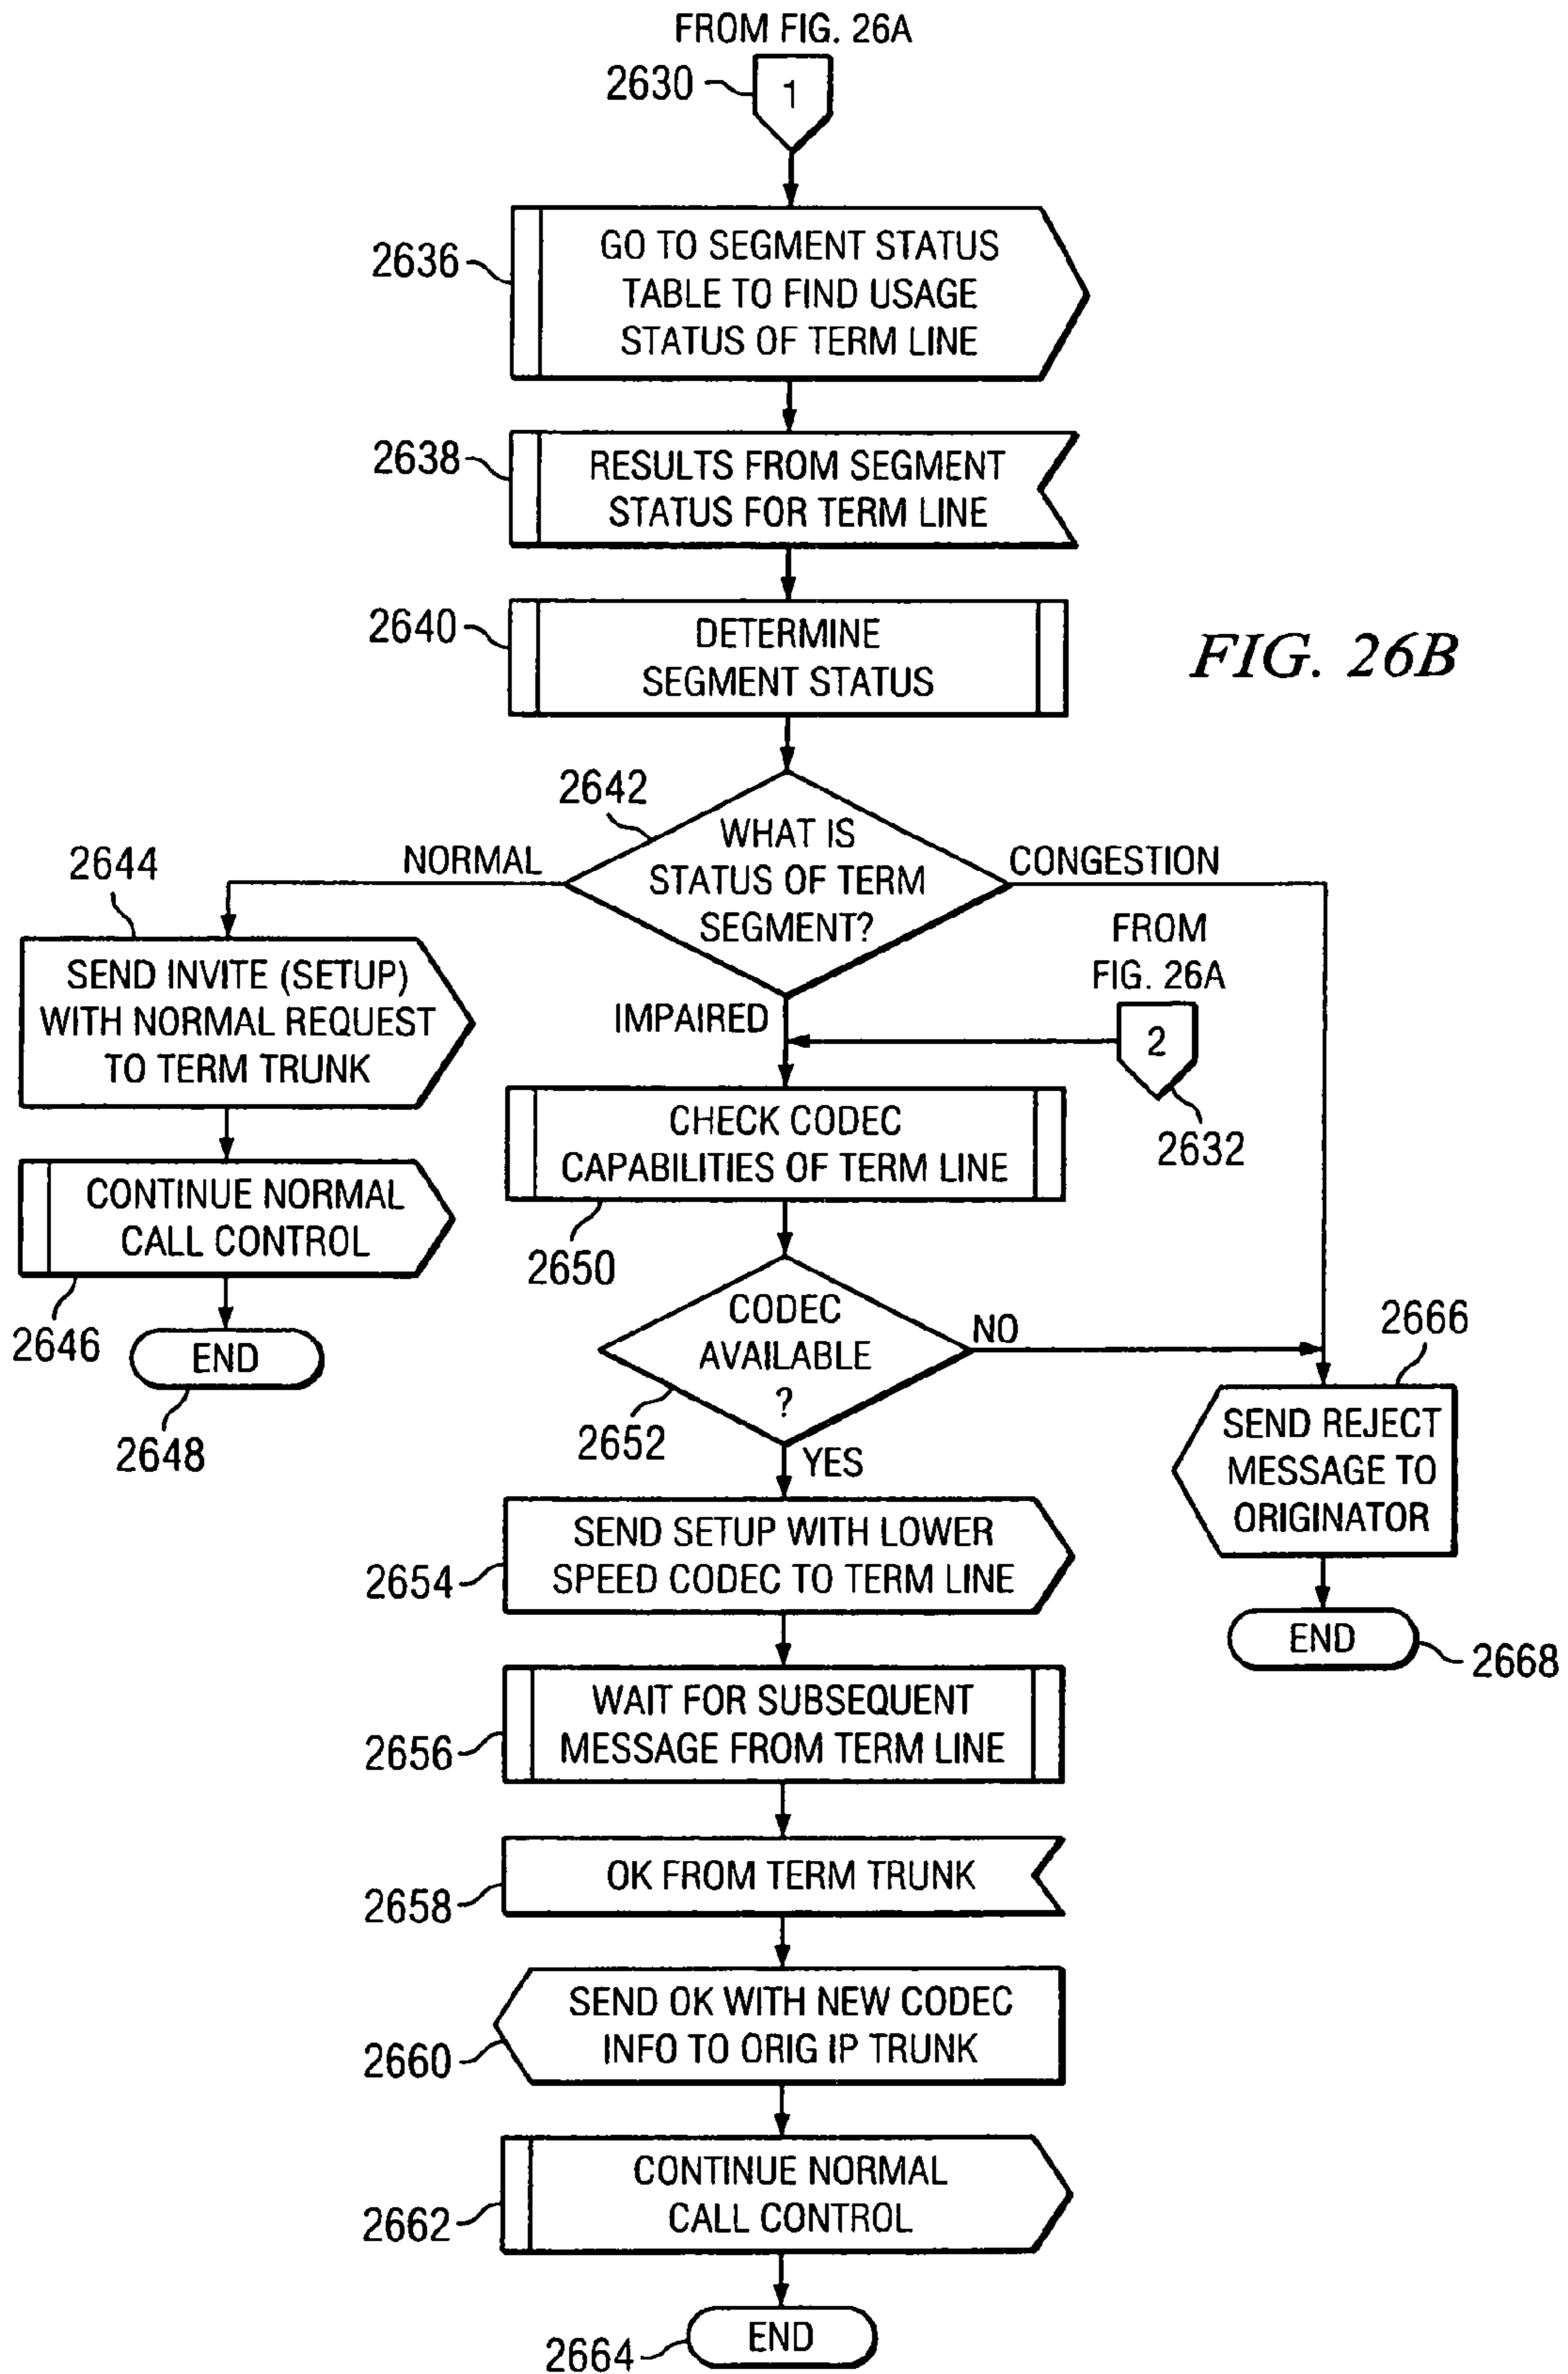 FROM FIG. 26A
2630
1
2636
GO TO SEGMENT STATUS
TABLE TO FIND USAGE
STATUS OF TERM LINE
2638
RESULTS FROM SEGMENT
STATUS FOR TERM LINE
2640
DETERMINE
SEGMENT STATUS
FIG. 26B
2642
WHAT IS
STATUS OF TERM
SEGMENT?
NORMAL
CONGESTION
IMPAIRED
2644
SEND INVITE (SETUP)
WITH NORMAL REQUEST
TO TERM TRUNK
CONTINUE NORMAL
CALL CONTROL
2646
END
2648
FROM
FIG. 26A
2
2632
CHECK CODEC
CAPABILITIES OF TERM LINE
2650
CODEC
AVAILABLE
?
2652
NO
YES
2666
SEND REJECT
MESSAGE TO
ORIGINATOR
END
2668
2654
SEND SETUP WITH LOWER
SPEED CODEC TO TERM LINE
2656
WAIT FOR SUBSEQUENT
MESSAGE FROM TERM LINE
2658
OK FROM TERM TRUNK
2660
SEND OK WITH NEW CODEC
INFO TO ORIG IP TRUNK
2662
CONTINUE NORMAL
CALL CONTROL
2664
END